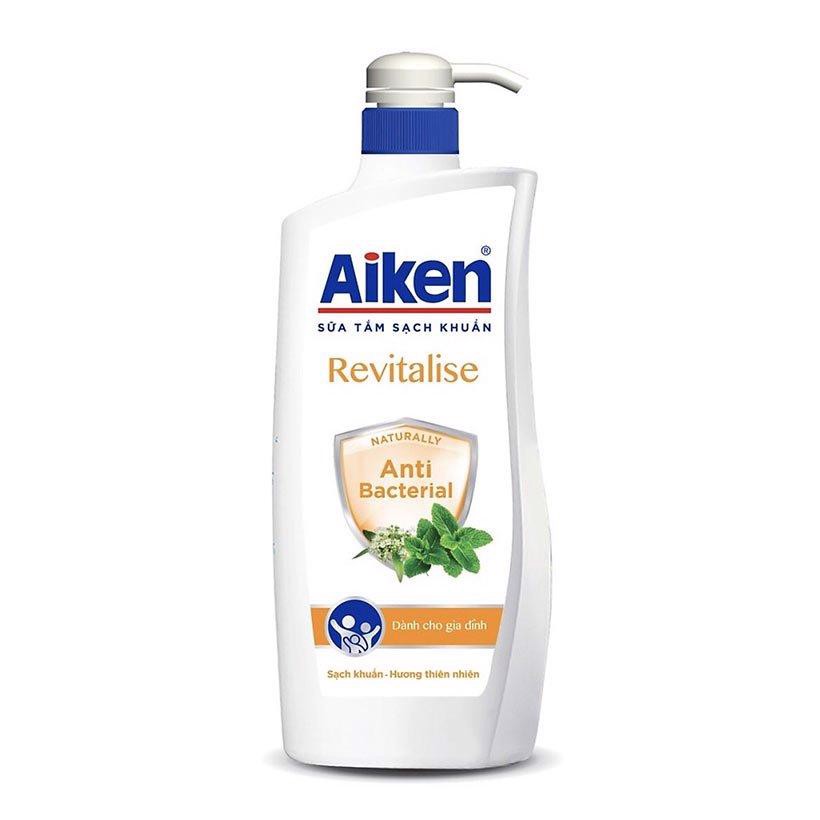 Aiken®
SỮA TẮM SẠCH KHUẨN
Revitalise
NATURALLY
Anti
Bacterial
Dành cho gia đình
Sạch khuẩn - Hương thiên nhiên